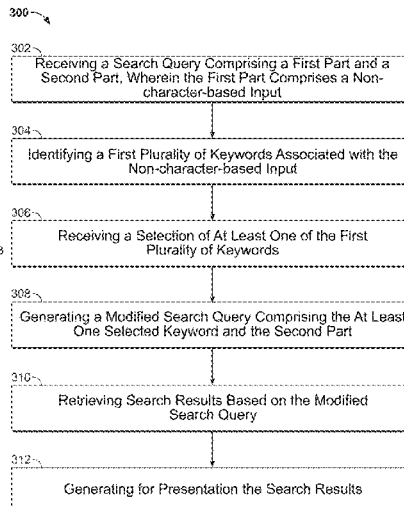 300
302
Receiving a Search Query Comprising a First Part and a
Second Part, Wherein the First Part Comprises a Non-
character-based Input
304
Identifying a First Plurality of Keywords Associated with the
Non-character-based Input
306
Receiving a Selection of At Least One of the First
Plurality of Keywords
308
Generating a Modified Search Query Comprising the At Least
One Selected Keyword and the Second Part
310
Retrieving Search Results Based on the Modified
Search Query
312
Generating for Presentation the Search Results